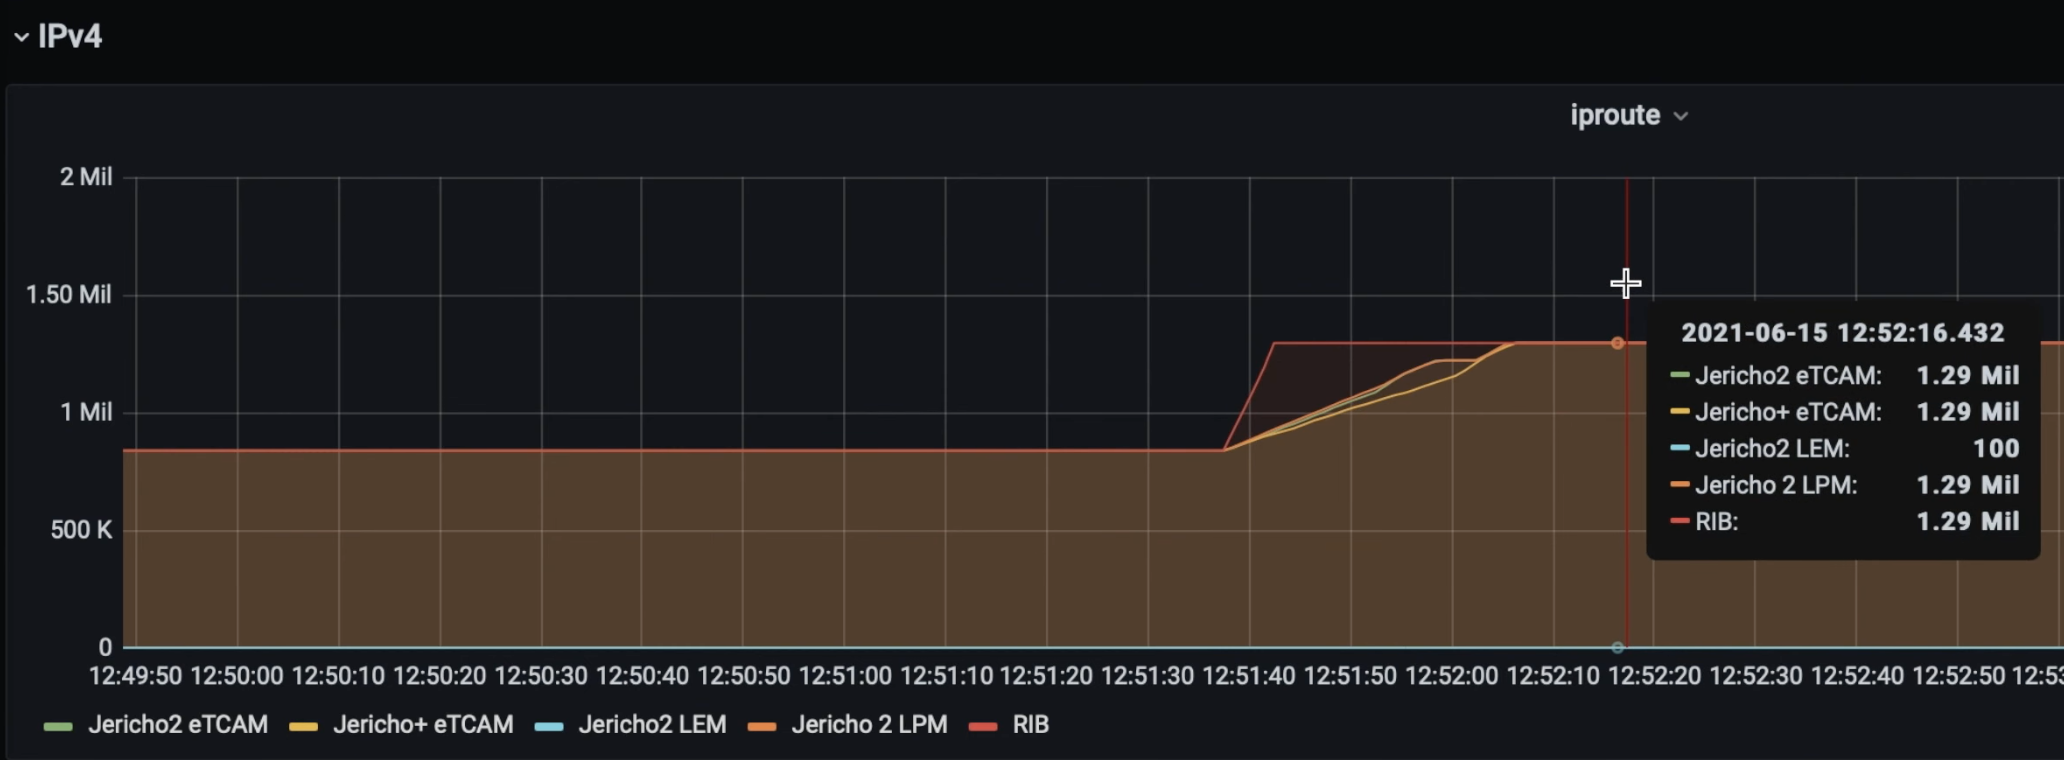 IPv4
iproute
2 Mil
1.50 Mil
1 Mil
500 K
0
2021-06-15 12:52:16.432
Jericho2 eTCAM: 1.29 Mil
Jericho+ eTCAM: 1.29 Mil
Jericho2 LEM: 100
Jericho 2 LPM: 1.29 Mil
RIB: 1.29 Mil
12:49:50 12:50:00 12:50:10 12:50:20 12:50:30 12:50:40 12:50:50 12:51:00 12:51:10 12:51:20 12:51:30 12:51:40 12:51:50 12:52:00 12:52:10 12:52:20 12:52:30 12:52:40 12:52:50 12:53
Jericho2 eTCAM Jericho+ eTCAM Jericho2 LEM Jericho 2 LPM RIB